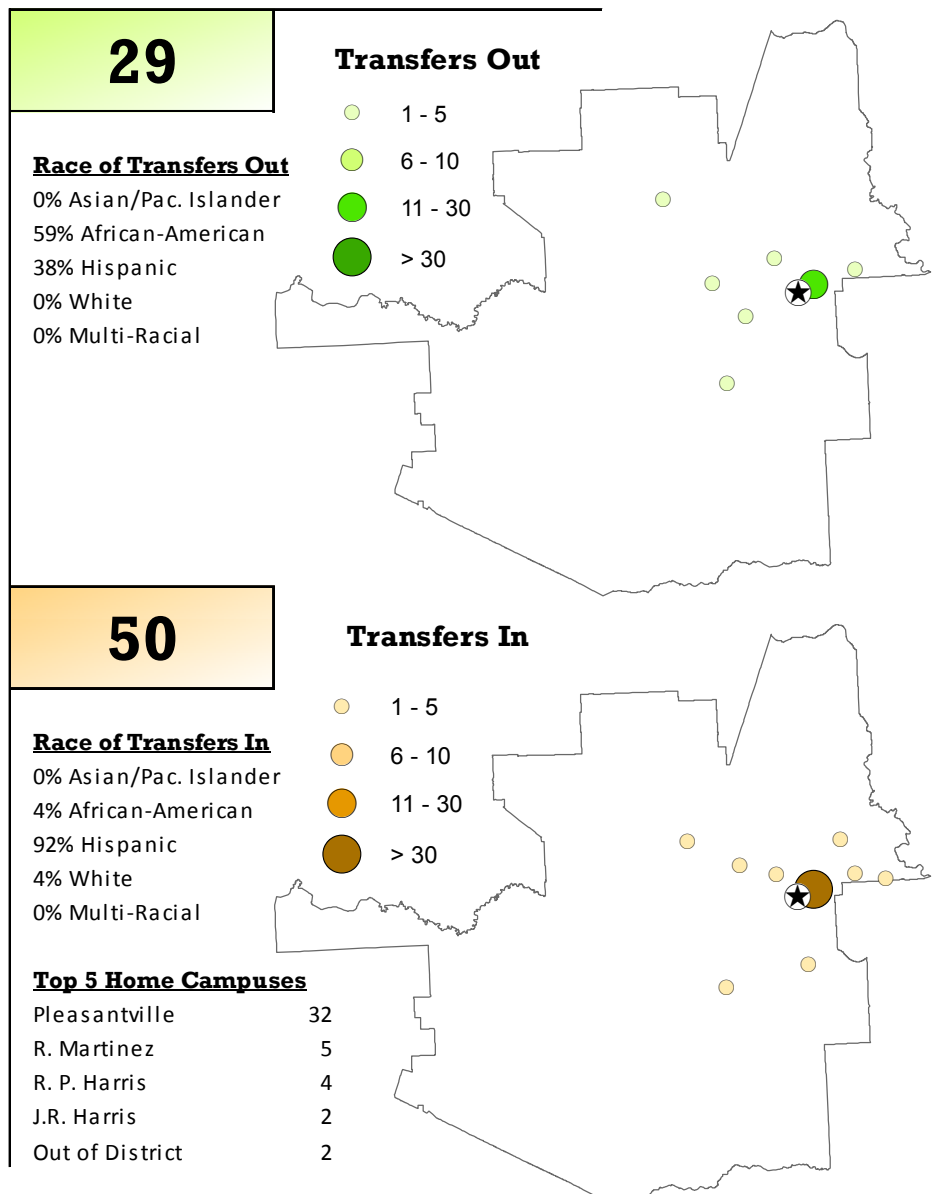 29
Transfers Out
1 - 5
6 - 10
11 - 30
> 30
Race of Transfers Out
0% Asian/Pac. Islander
59% African-American
38% Hispanic
0% White
0% Multi-Racial
50
Transfers In
1 - 5
6 - 10
11 - 30
> 30
Race of Transfers In
0% Asian/Pac. Islander
4% African-American
92% Hispanic
4% White
0% Multi-Racial
Top 5 Home Campuses
Pleasantville 32
R. Martinez 5
R. P. Harris 4
J.R. Harris 2
Out of District 2